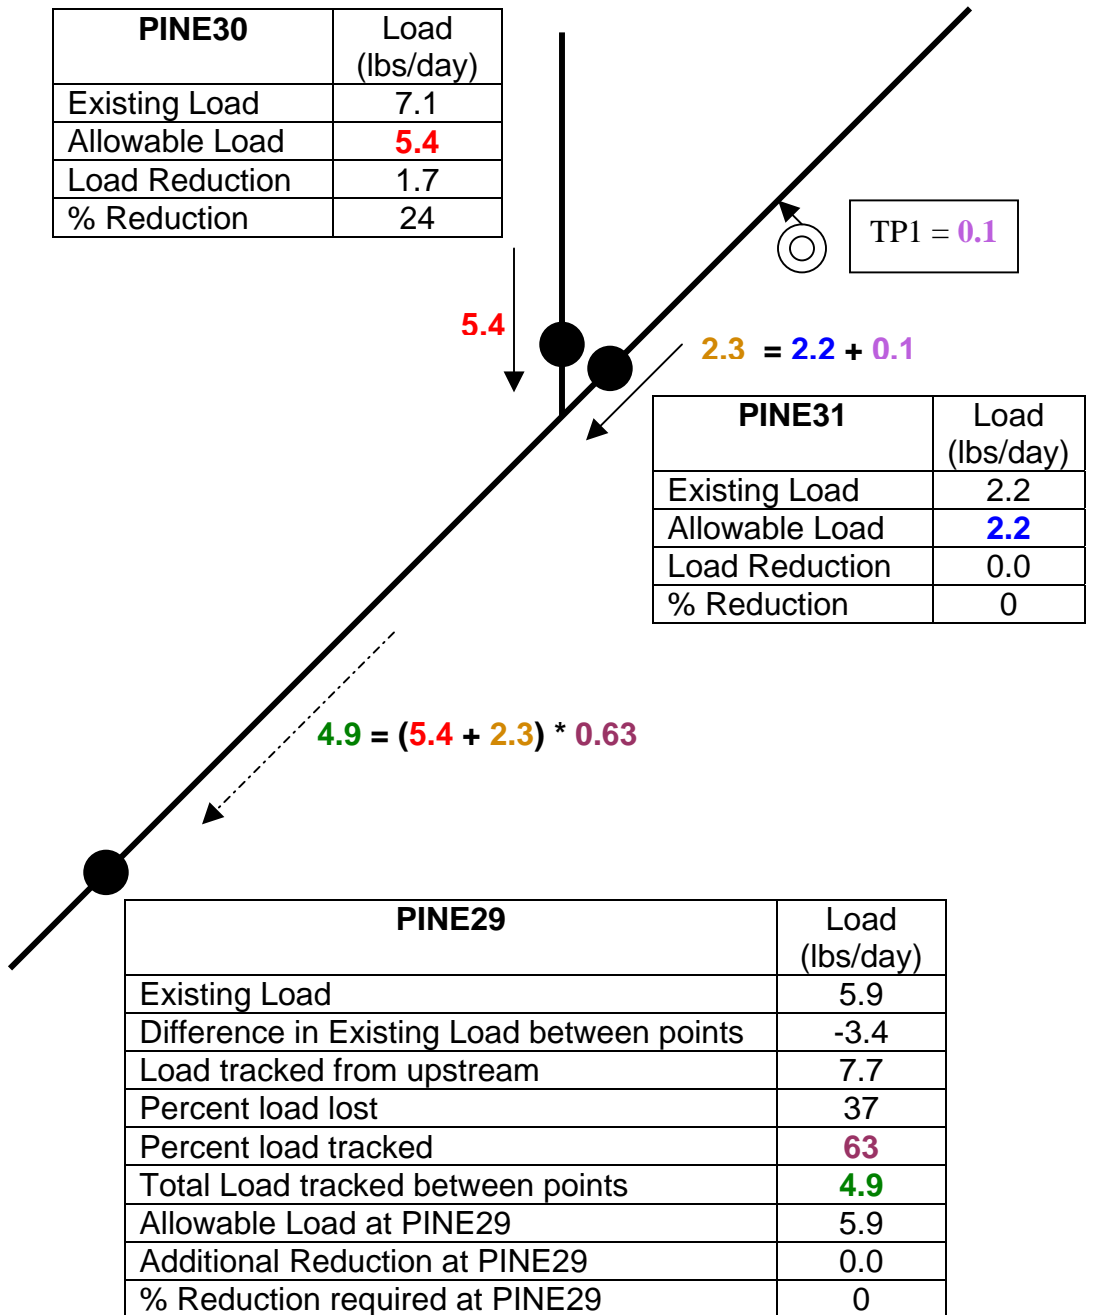 PINE30 Load
(lbs/day)
Existing Load 7.1
Allowable Load 5.4
Load Reduction 1.7
% Reduction 24
TP1 = 0.1
5.4
2.3 = 2.2 + 0.1
PINE31 Load
(lbs/day)
Existing Load 2.2
Allowable Load 2.2
Load Reduction 0.0
% Reduction 0
4.9 = (5.4 + 2.3) * 0.63
PINE29 Load
(lbs/day)
Existing Load 5.9
Difference in Existing Load between points -3.4
Load tracked from upstream 7.7
Percent load lost 37
Percent load tracked 63
Total Load tracked between points 4.9
Allowable Load at PINE29 5.9
Additional Reduction at PINE29 0.0
% Reduction required at PINE29 0